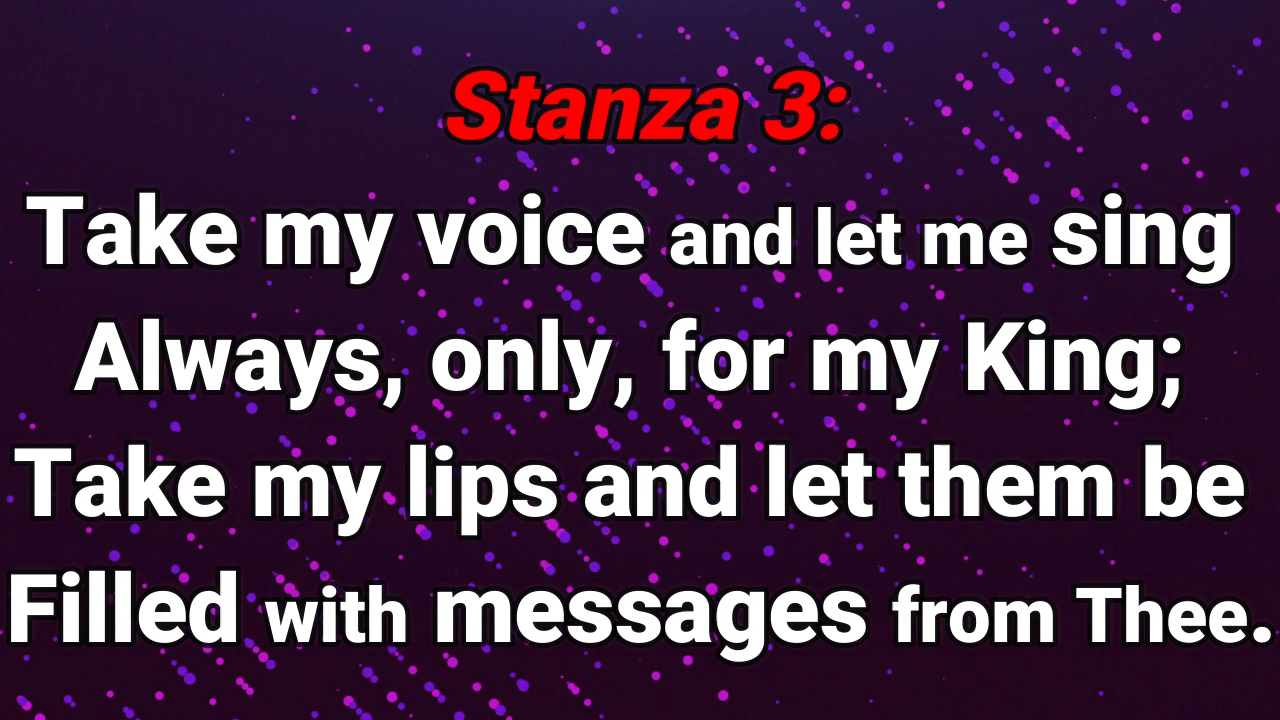 Stanza 3:
Take my voice and let me sing
Always, only, for my King;
Take my lips and let them be
Filled with messages from Thee.